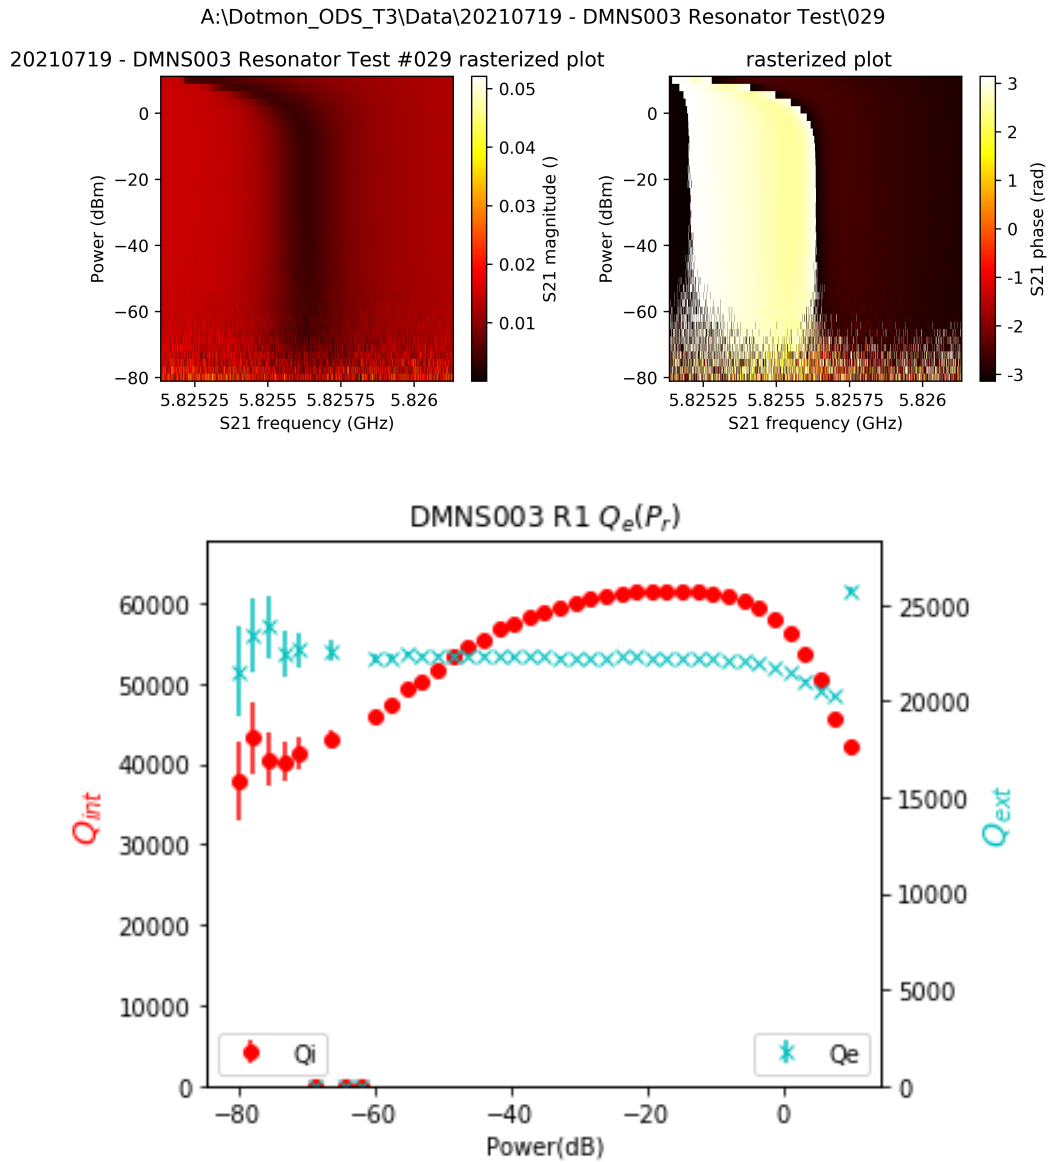 A:\Dotmon_ODS_T3\Data\20210719 - DMNS003 Resonator Test\029
20210719 - DMNS003 Resonator Test #029 rasterized plot
0
−20
−40
−60
−80
Power (dBm)
5.82525 5.8255 5.82575 5.826
S21 frequency (GHz)
0.05
0.04
0.03
0.02
0.01
S21 magnitude ()
rasterized plot
0
−20
−40
−60
−80
Power (dBm)
5.82525 5.8255 5.82575 5.826
S21 frequency (GHz)
3
2
1
0
-1
-2
-3
S21 phase (rad)
DMNS003 R1 Qe(Pr)
60000
50000
40000
30000
20000
10000
0
Qint
25000
20000
15000
10000
5000
0
Qext
Qi
Qe
−80 −60 −40 −20 0
Power(dB)